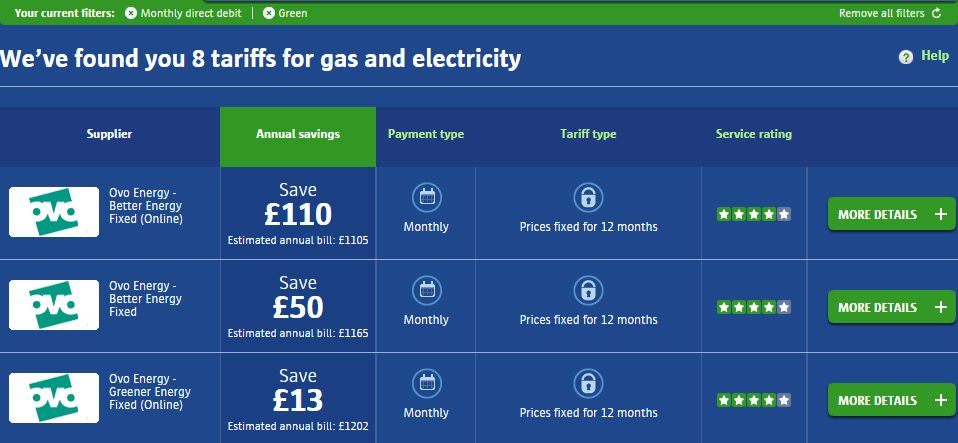 Your current filters: Monthly direct debit | Green Remove all filters
We've found you 8 tariffs for gas and electricity
? Help
Supplier Annual savings Payment type Tariff type Service rating
ovo
Ovo Energy -
Better Energy
Fixed (Online)
Save
£110
Estimated annual bill: £1105
Monthly
Prices fixed for 12 months
MORE DETAILS +
ovo
Ovo Energy -
Better Energy
Fixed
Save
£50
Estimated annual bill: £1165
Monthly
Prices fixed for 12 months
MORE DETAILS +
ovo
Ovo Energy -
Greener Energy
Fixed (Online)
Save
£13
Estimated annual bill: £1202
Monthly
Prices fixed for 12 months
MORE DETAILS +